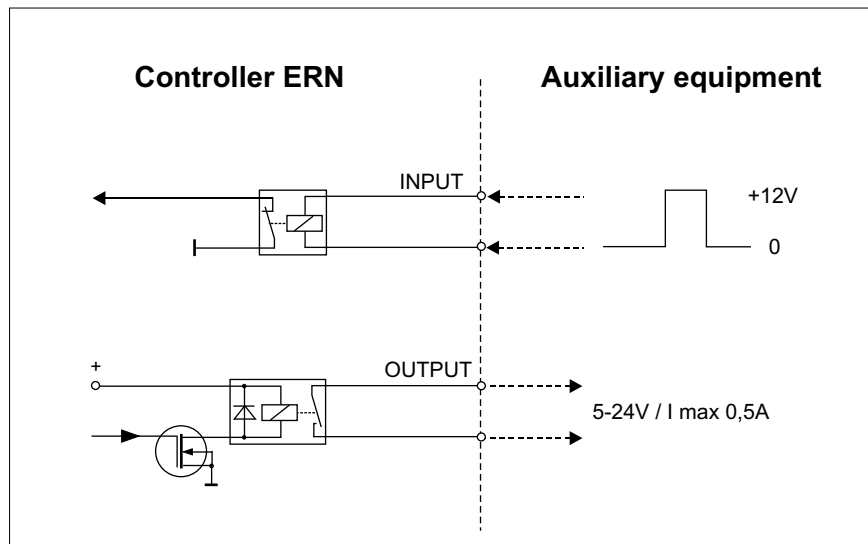 Controller ERN
Auxiliary equipment
INPUT
+12V
0
+
OUTPUT
5-24V / I max 0,5A